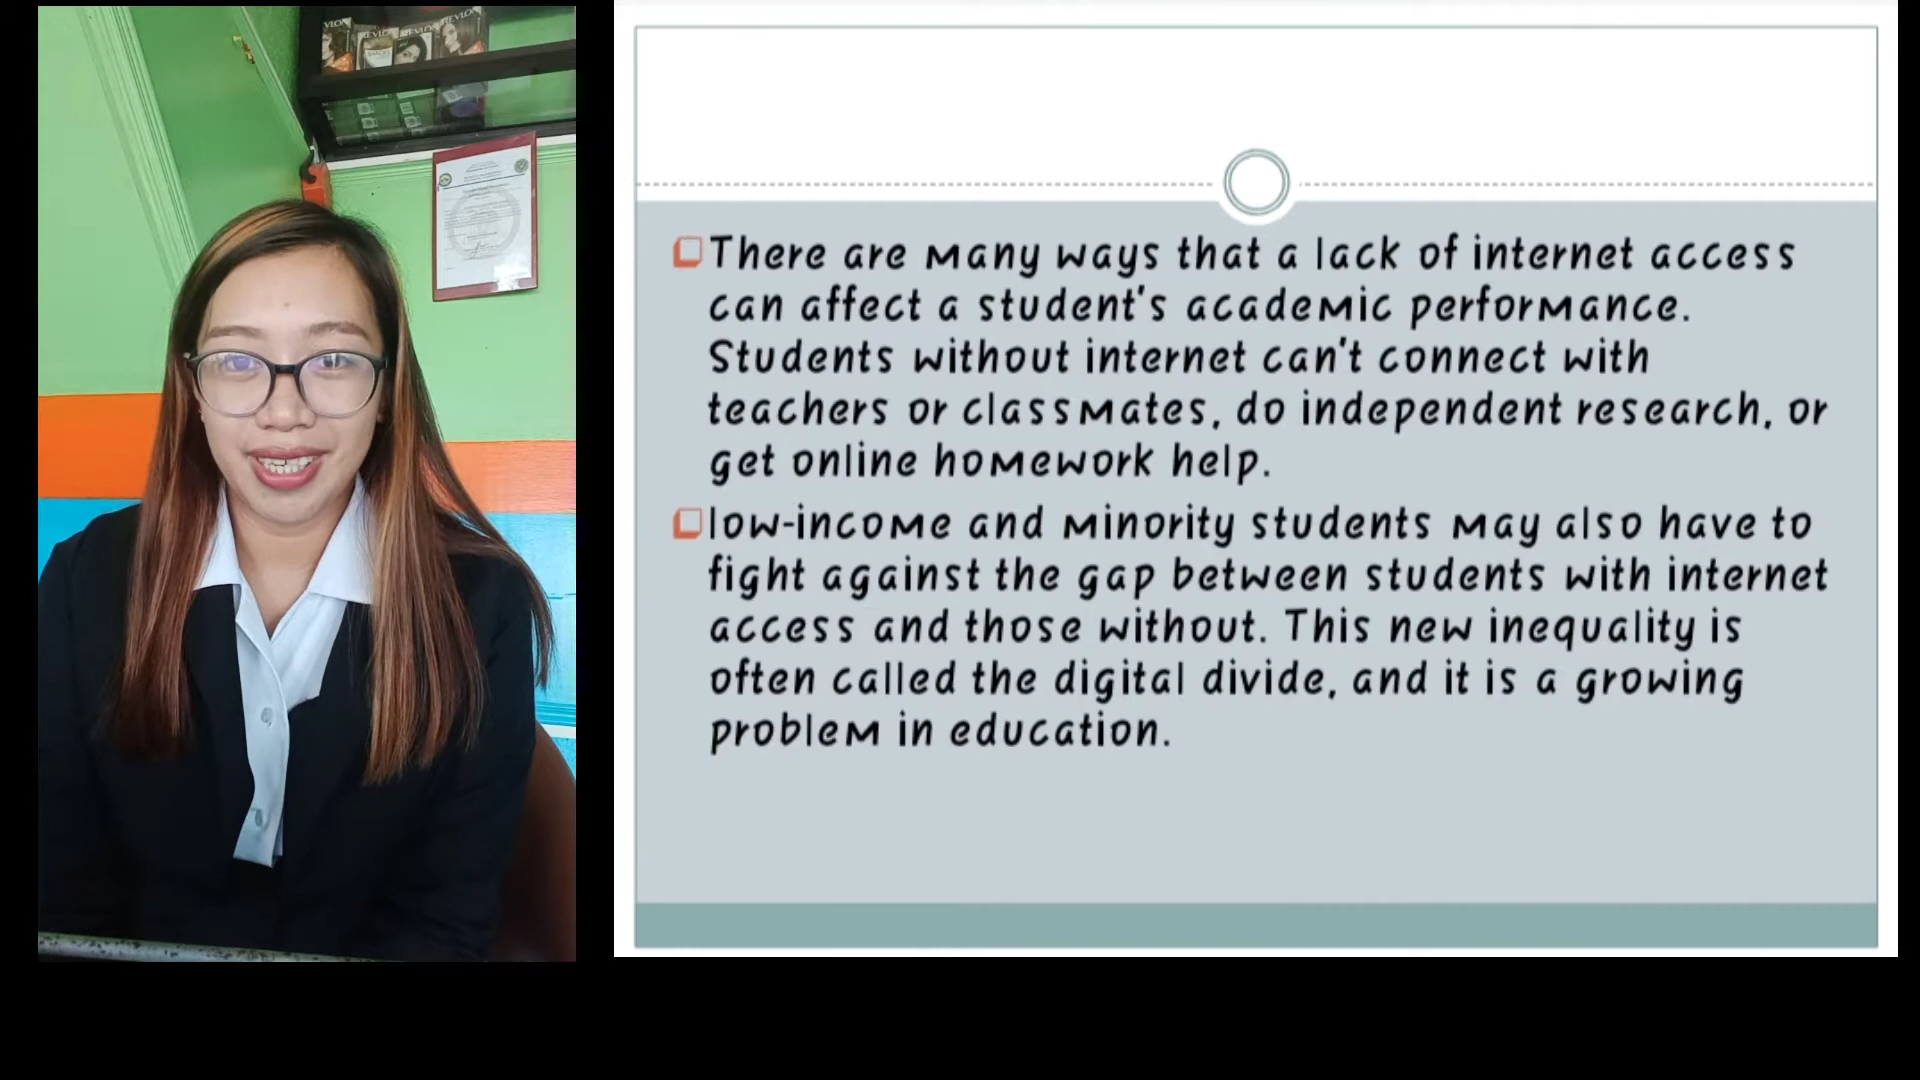 REVLON
REVLON
There are many ways that a lack of internet access
can affect a student's academic performance.
Students without internet can't connect with
teachers or classmates, do independent research, or
get online homework help.
low-income and minority students may also have to
fight against the gap between students with internet
access and those without. This new inequality is
often called the digital divide, and it is a growing
problem in education.